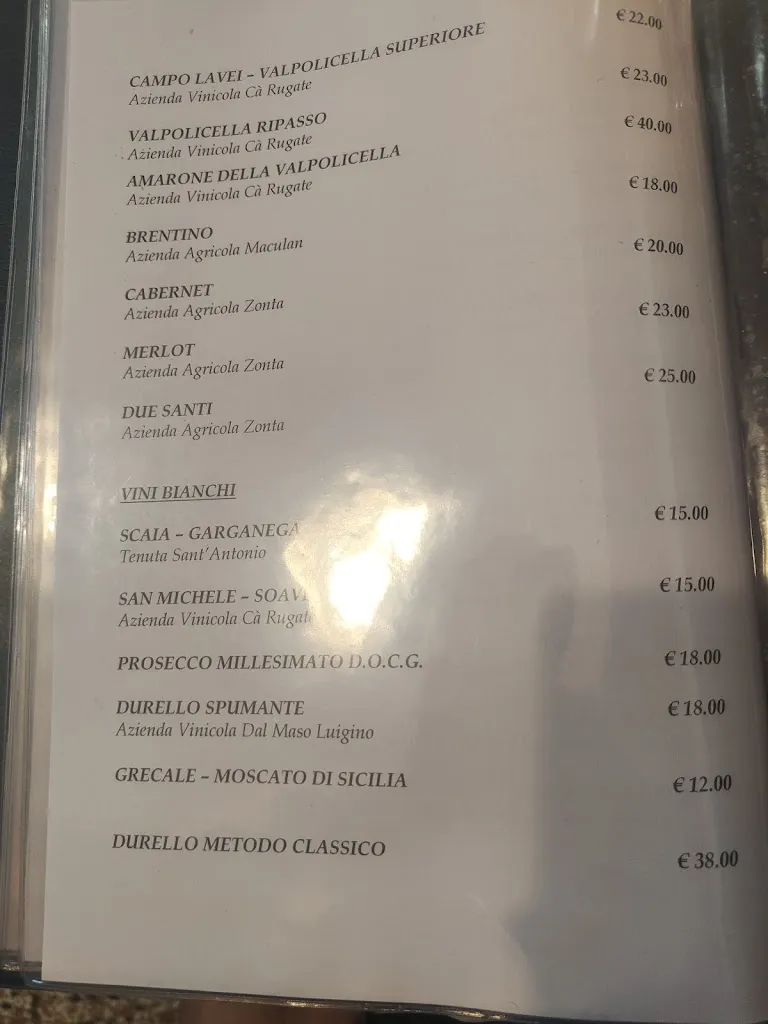 CAMPO LAVEI – VALPOLICELLA SUPERIORE € 22.00
Azienda Vinicola Cà Rugate
VALPOLICELLA RIPASSO € 23.00
Azienda Vinicola Cà Rugate
AMARONE DELLA VALPOLICELLA € 40.00
Azienda Vinicola Cà Rugate
BRENTINO € 18.00
Azienda Agricola Maculan
CABERNET € 20.00
Azienda Agricola Zonta
MERLOT € 23.00
Azienda Agricola Zonta
DUE SANTI € 25.00
Azienda Agricola Zonta
VINI BIANCHI
SCAIA – GARGANEGA € 15.00
Tenuta Sant'Antonio
SAN MICHELE – SOAVE € 15.00
Azienda Vinicola Cà Rugate
PROSECCO MILLESIMATO D.O.C.G. € 18.00
DURELLO SPUMANTE € 18.00
Azienda Vinicola Dal Maso Luigino
GRECALE – MOSCATO DI SICILIA € 12.00
DURELLO METODO CLASSICO € 38.00